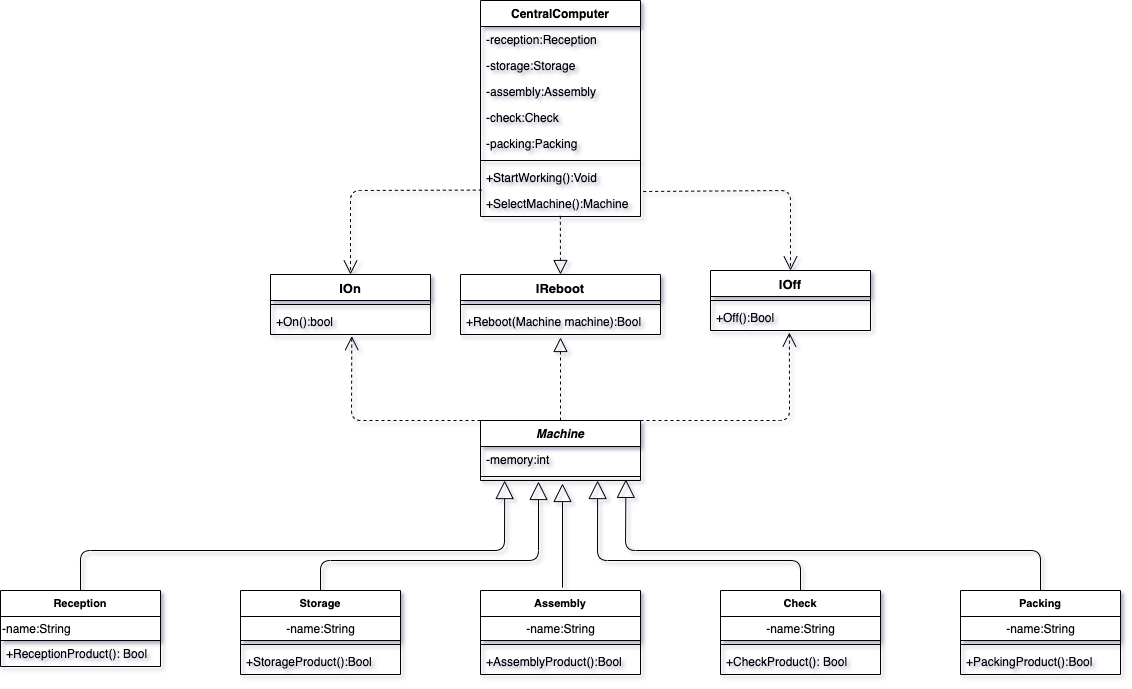 CentralComputer
-reception:Reception
-storage:Storage
-assembly:Assembly
-check:Check
-packing:Packing
+StartWorking():Void
+SelectMachine():Machine
IOn
+On():bool
IReboot
+Reboot(Machine machine):Bool
IOff
+Off():Bool
Machine
-memory:int
Reception
-name:String
+ReceptionProduct(): Bool
Storage
-name:String
+StorageProduct():Bool
Assembly
-name:String
+AssemblyProduct():Bool
Check
-name:String
+CheckProduct(): Bool
Packing
-name:String
+PackingProduct():Bool